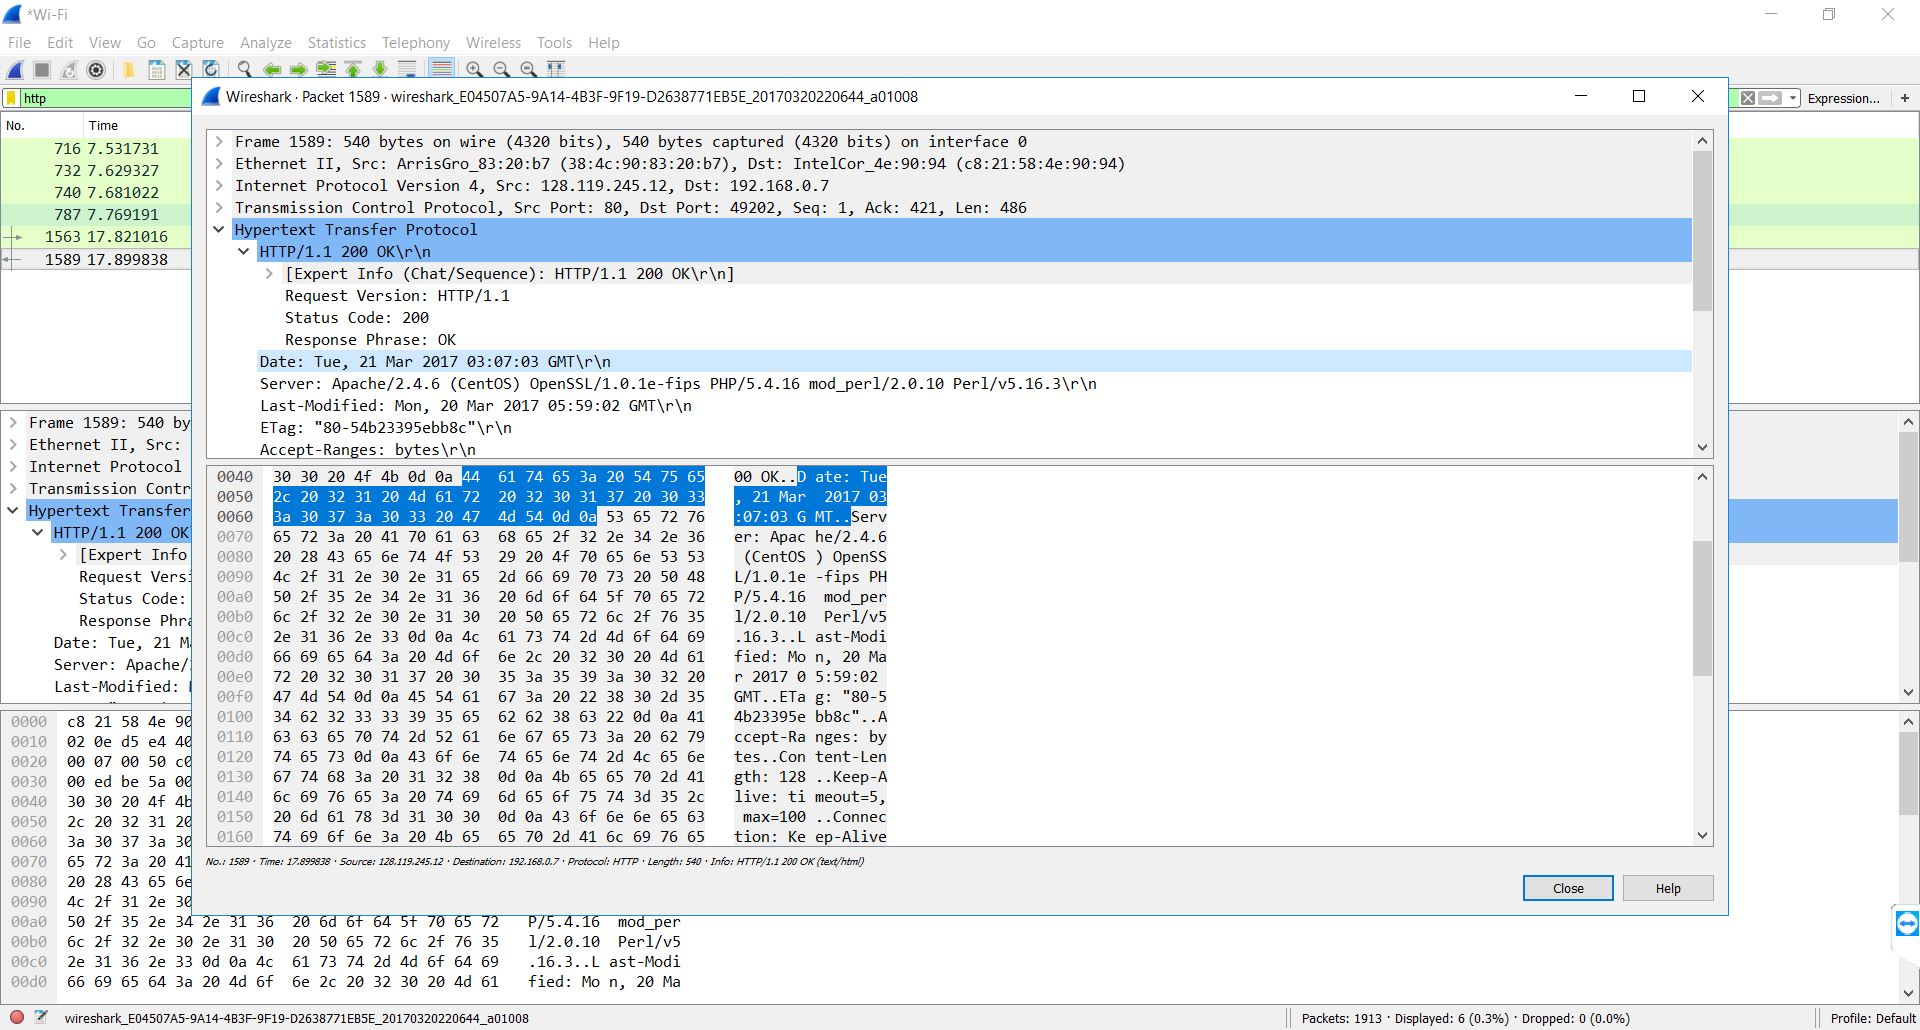 *Wi-Fi
File Edit View Go Capture Analyze Statistics Telephony Wireless Tools Help
http
Expression... +
No. Time
716 7.531731
732 7.629327
740 7.681022
787 7.769191
1563 17.821016
1589 17.899838
Frame 1589: 540 by
Ethernet II, Src:
Internet Protocol
Transmission Contr
Hypertext Transfer
HTTP/1.1 200 OK
[Expert Info
Request Versi
Status Code:
Response Phra
Date: Tue, 21 Ma
Server: Apache/
Last-Modified:
0000 c8 21 58 4e 90
0010 02 0e d5 e4 40
0020 00 07 00 50 c0
0030 00 ed be 5a 00
0040 30 30 20 4f 4b
0050 2c 20 32 31 20
0060 3a 30 37 3a 30
0070 65 72 3a 20 41
0080 20 28 43 65 6e
0090 4c 2f 31 2e 30
00a0 50 2f 35 2e 34 2e 31 36 20 6d 6f 64 5f 70 65 72 P/5.4.16 mod_per
00b0 6c 2f 32 2e 30 2e 31 30 20 50 65 72 6c 2f 76 35 l/2.0.10 Perl/v5
00c0 2e 31 36 2e 33 0d 0a 4c 61 73 74 2d 4d 6f 64 69 .16.3..L ast-Modi
00d0 66 69 65 64 3a 20 4d 6f 6e 2c 20 32 30 20 4d 61 fied: Mo n, 20 Ma
Wireshark · Packet 1589 · wireshark_E04507A5-9A14-4B3F-9F19-D2638771EB5E_20170320220644_a01008
Frame 1589: 540 bytes on wire (4320 bits), 540 bytes captured (4320 bits) on interface 0
Ethernet II, Src: ArrisGro_83:20:b7 (38:4c:90:83:20:b7), Dst: IntelCor_4e:90:94 (c8:21:58:4e:90:94)
Internet Protocol Version 4, Src: 128.119.245.12, Dst: 192.168.0.7
Transmission Control Protocol, Src Port: 80, Dst Port: 49202, Seq: 1, Ack: 421, Len: 486
Hypertext Transfer Protocol
HTTP/1.1 200 OK\r\n
[Expert Info (Chat/Sequence): HTTP/1.1 200 OK\r\n]
Request Version: HTTP/1.1
Status Code: 200
Response Phrase: OK
Date: Tue, 21 Mar 2017 03:07:03 GMT\r\n
Server: Apache/2.4.6 (CentOS) OpenSSL/1.0.1e-fips PHP/5.4.16 mod_perl/2.0.10 Perl/v5.16.3\r\n
Last-Modified: Mon, 20 Mar 2017 05:59:02 GMT\r\n
ETag: "80-54b23395ebb8c"\r\n
Accept-Ranges: bytes\r\n
0040 30 30 20 4f 4b 0d 0a 44 61 74 65 3a 20 54 75 65 00 OK..D ate: Tue
0050 2c 20 32 31 20 4d 61 72 20 32 30 31 37 20 30 33 , 21 Mar 2017 03
0060 3a 30 37 3a 30 33 20 47 4d 54 0d 0a 53 65 72 76 :07:03 G MT..Serv
0070 65 72 3a 20 41 70 61 63 68 65 2f 32 2e 34 2e 36 er: Apac he/2.4.6
0080 20 28 43 65 6e 74 4f 53 29 20 4f 70 65 6e 53 53 (CentOS ) OpenSS
0090 4c 2f 31 2e 30 2e 31 65 2d 66 69 70 73 20 50 48 L/1.0.1e -fips PH
00a0 50 2f 35 2e 34 2e 31 36 20 6d 6f 64 5f 70 65 72 P/5.4.16 mod_per
00b0 6c 2f 32 2e 30 2e 31 30 20 50 65 72 6c 2f 76 35 l/2.0.10 Perl/v5
00c0 2e 31 36 2e 33 0d 0a 4c 61 73 74 2d 4d 6f 64 69 .16.3..L ast-Modi
00d0 66 69 65 64 3a 20 4d 6f 6e 2c 20 32 30 20 4d 61 fied: Mo n, 20 Ma
00e0 72 20 32 30 31 37 20 30 35 3a 35 39 3a 30 32 20 r 2017 0 5:59:02
00f0 47 4d 54 0d 0a 45 54 61 67 3a 20 22 38 30 2d 35 GMT..ETa g: "80-5
0100 34 62 32 33 33 39 35 65 62 62 38 63 22 0d 0a 41 4b23395e bb8c"..A
0110 63 63 65 70 74 2d 52 61 6e 67 65 73 3a 20 62 79 ccept-Ra nges: by
0120 74 65 73 0d 0a 43 6f 6e 74 65 6e 74 2d 4c 65 6e tes..Con tent-Len
0130 67 74 68 3a 20 31 32 38 0d 0a 4b 65 65 70 2d 41 gth: 128 ..Keep-A
0140 6c 69 76 65 3a 20 74 69 6d 65 6f 75 74 3d 35 2c live: ti meout=5,
0150 20 6d 61 78 3d 31 30 30 0d 0a 43 6f 6e 6e 65 63 max=100 ..Connec
0160 74 69 6f 6e 3a 20 4b 65 65 70 2d 41 6c 69 76 65 tion: Ke ep-Alive
No.: 1589 · Time: 17.899838 · Source: 128.119.245.12 · Destination: 192.168.0.7 · Protocol: HTTP · Length: 540 · Info: HTTP/1.1 200 OK (text/html)
Close Help
wireshark_E04507A5-9A14-4B3F-9F19-D2638771EB5E_20170320220644_a01008
Packets: 1913 · Displayed: 6 (0.3%) · Dropped: 0 (0.0%)
Profile: Default